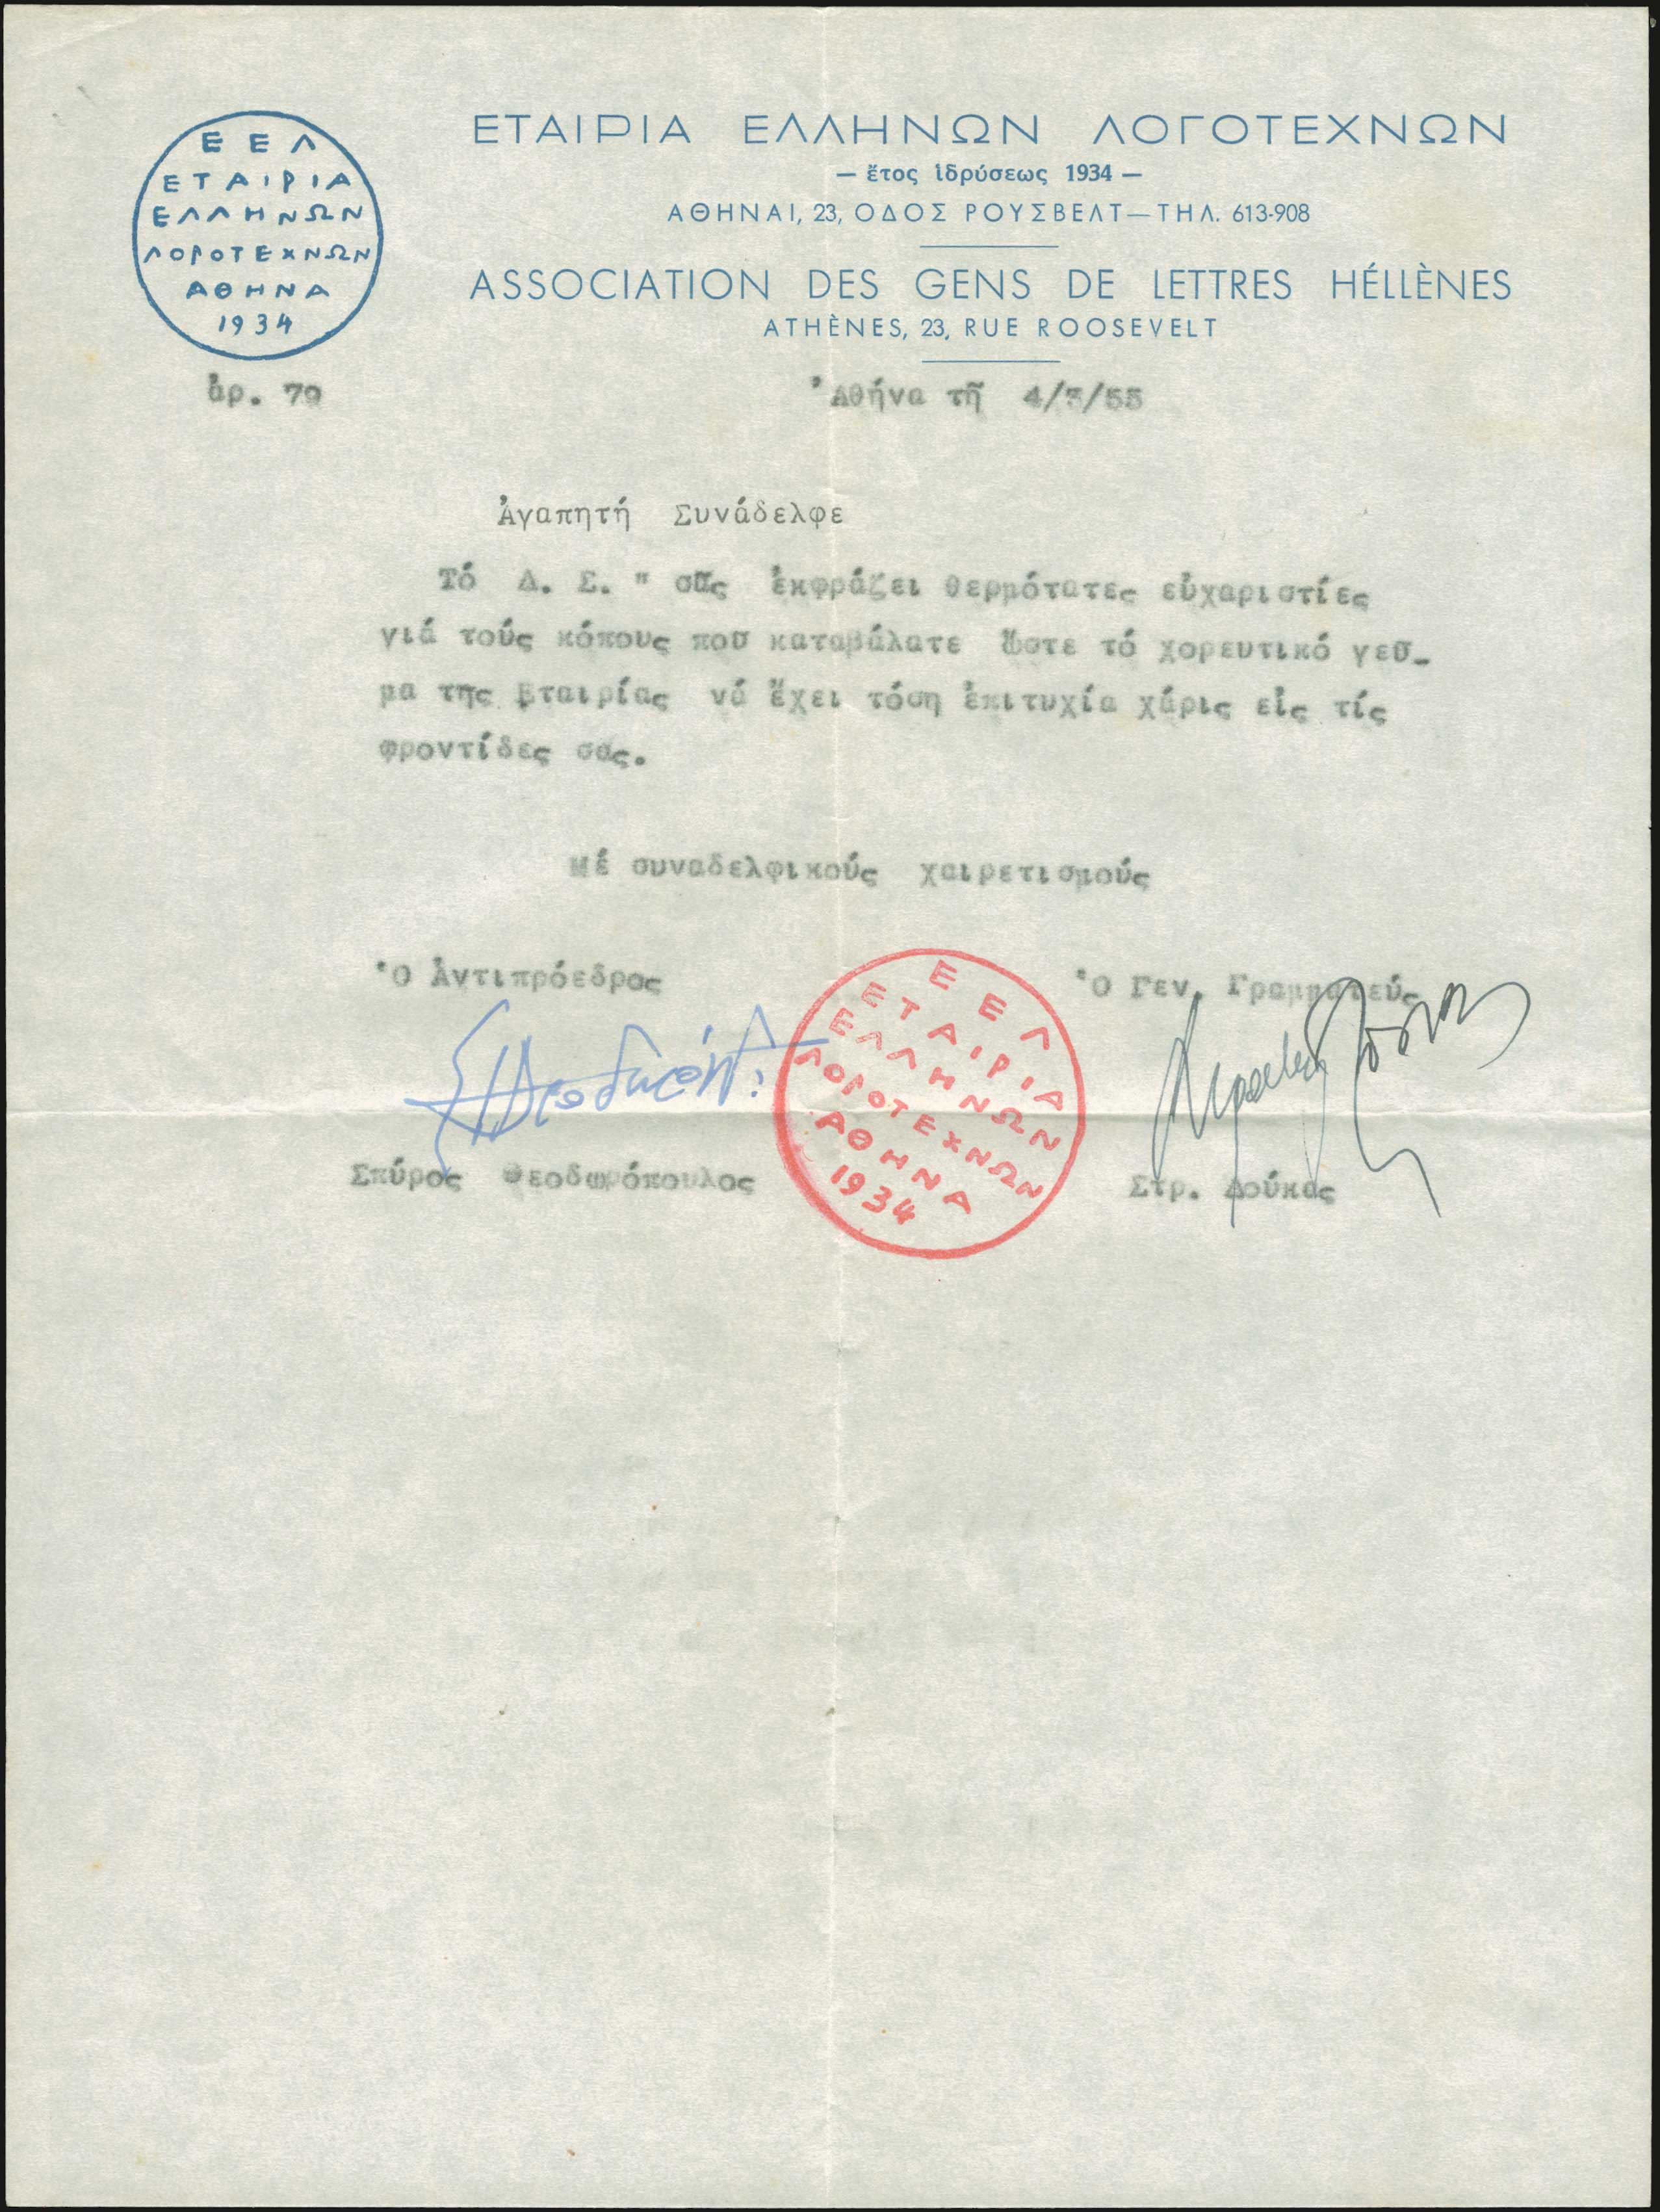 Ε Ε Λ
ΕΤΑΙΡΙΑ
ΕΛΛΗΝΩΝ
ΛΟΓΟΤΕΧΝΩΝ
ΑΘΗΝΑ
1934
ΕΤΑΙΡΙΑ ΕΛΛΗΝΩΝ ΛΟΓΟΤΕΧΝΩΝ
— ἔτος ἱδρύσεως 1934 —
ΑΘΗΝΑΙ, 23, ΟΔΟΣ ΡΟΥΣΒΕΛΤ—ΤΗΛ. 613-908
ASSOCIATION DES GENS DE LETTRES HÉLLÈNES
ATHÈNES, 23, RUE ROOSEVELT
ἀρ. 79
Ἀθήνα τῆ 4/3/55
Ἀγαπητή Συνάδελφε
Τό Δ. Σ. " σᾶς ἐκφράζει θερμότατες εὐχαριστίες
γιά τούς κόπους ποῦ καταβάλατε ὥστε τό χορευτικό γεῦ-
μα της Εταιρίας νά ἔχει τόση ἐπιτυχία χάρις εἰς τίς
φροντίδες σας.
Μέ συναδελφικούς χαιρετισμούς
Ὁ Ἀντιπρόεδρος
Ὁ Γεν. Γραμματεύς
Ε Ε Λ
ΕΤΑΙΡΙΑ
ΕΛΛΗΝΩΝ
ΛΟΓΟΤΕΧΝΩΝ
ΑΘΗΝΑ
1934
Σπύρος Θεοδωρόπουλος
Στρ. Δούκας